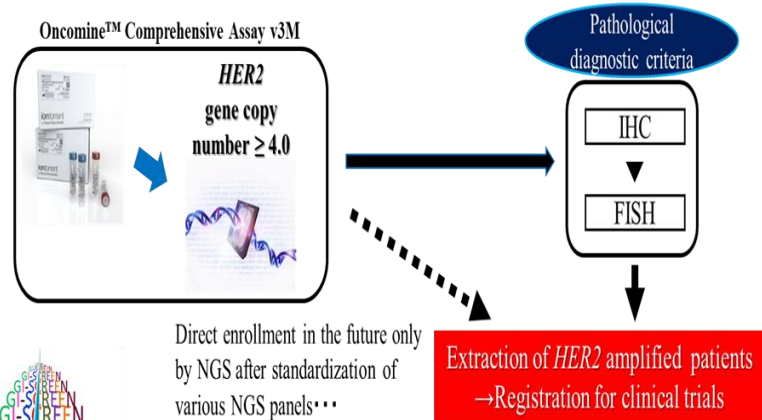 Oncomine™ Comprehensive Assay v3M
HER2
gene copy
number ≥ 4.0
Pathological
diagnostic criteria
IHC
FISH
Direct enrollment in the future only
by NGS after standardization of
various NGS panels･･･
Extraction of HER2 amplified patients
→Registration for clinical trials
GI-SCREEN
GI-SCREEN
GI-SCREEN